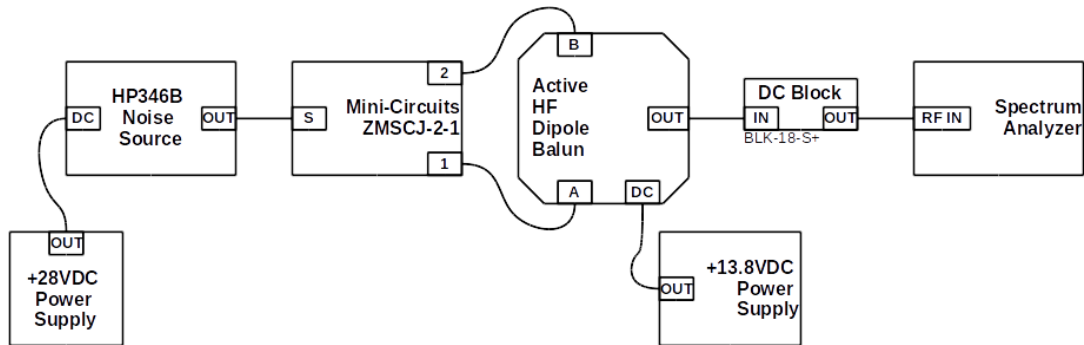 HP346B
Noise
Source
DC
OUT
OUT
+28VDC
Power
Supply
S
Mini-Circuits
ZMSCJ-2-1
2
1
B
Active
HF
Dipole
Balun
OUT
A
DC
OUT
+13.8VDC
Power
Supply
DC Block
IN
OUT
BLK-18-S+
RF IN
Spectrum
Analyzer